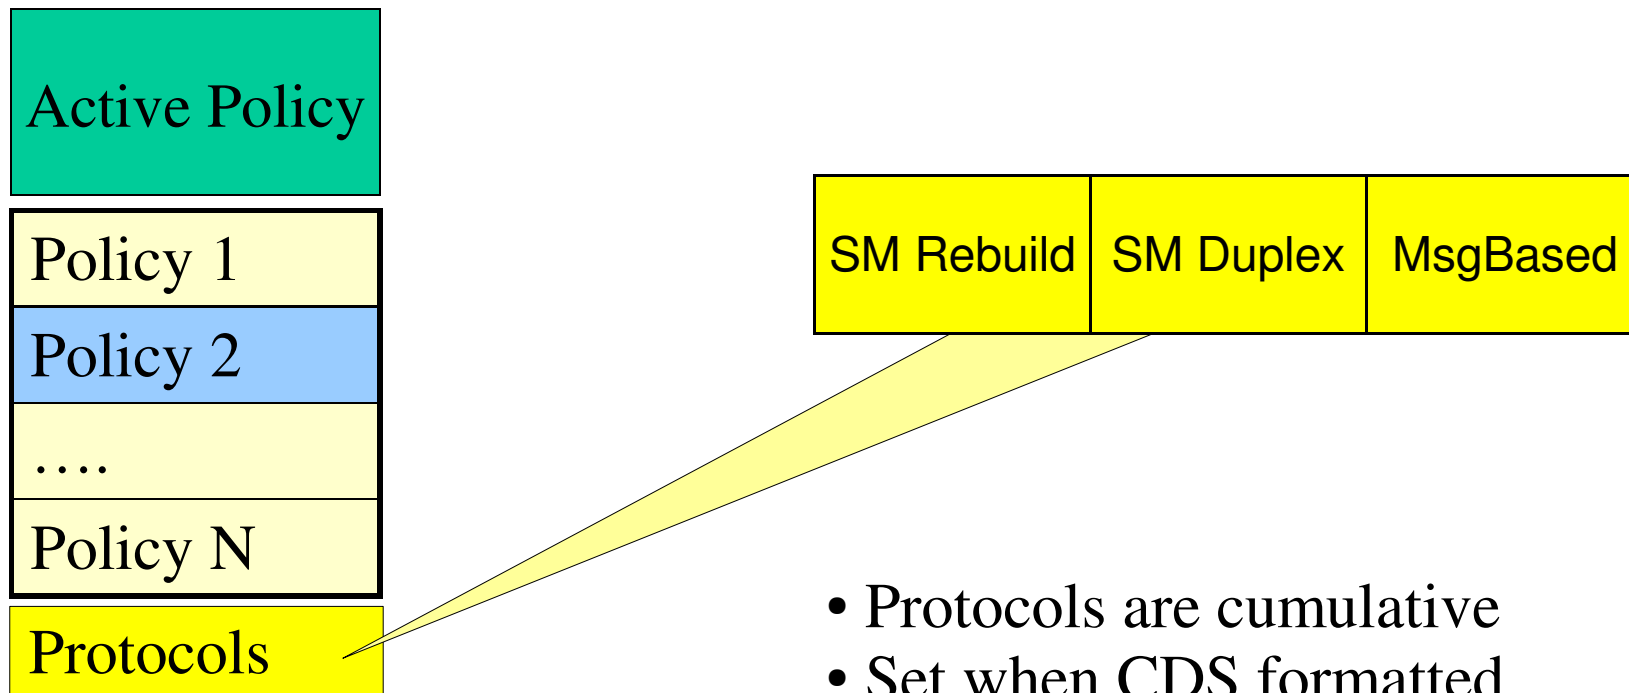 Active Policy
Policy 1
Policy 2
....
Policy N
Protocols
SM Rebuild SM Duplex MsgBased
• Protocols are cumulative
• Set when CDS formatted